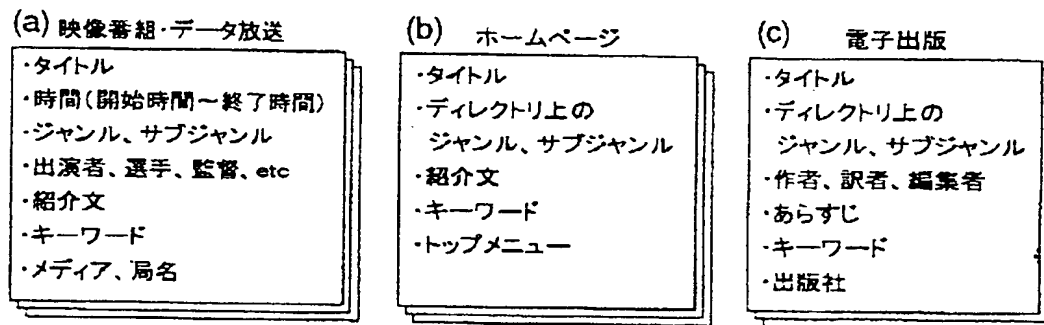 (a) 映像番組・データ放送
・タイトル
・時間(開始時間～終了時間)
・ジャンル、サブジャンル
・出演者、選手、監督、etc
・紹介文
・キーワード
・メディア、局名
(b) ホームページ
・タイトル
・ディレクトリ上の
ジャンル、サブジャンル
・紹介文
・キーワード
・トップメニュー
(c) 電子出版
・タイトル
・ディレクトリ上の
ジャンル、サブジャンル
・作者、訳者、編集者
・あらすじ
・キーワード
・出版社